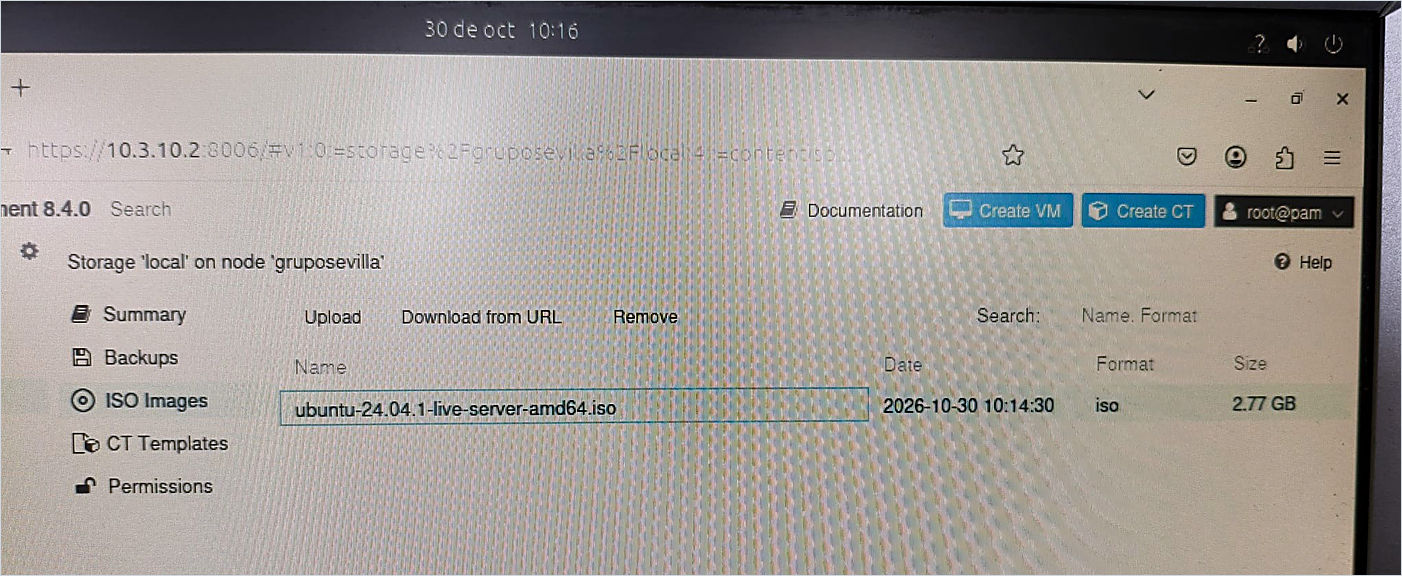 30 de oct 10:16
https://10.3.10.2:8006/#v1:0:=storage%2Fgruposevilla%2Flocal:4::=contentIso...
ment 8.4.0 Search Documentation Create VM Create CT root@pam
Storage 'local' on node 'gruposevilla' Help
Summary Upload Download from URL Remove Search: Name, Format
Backups
Name Date Format Size
ISO Images ubuntu-24.04.1-live-server-amd64.iso 2026-10-30 10:14:30 iso 2.77 GB
CT Templates
Permissions